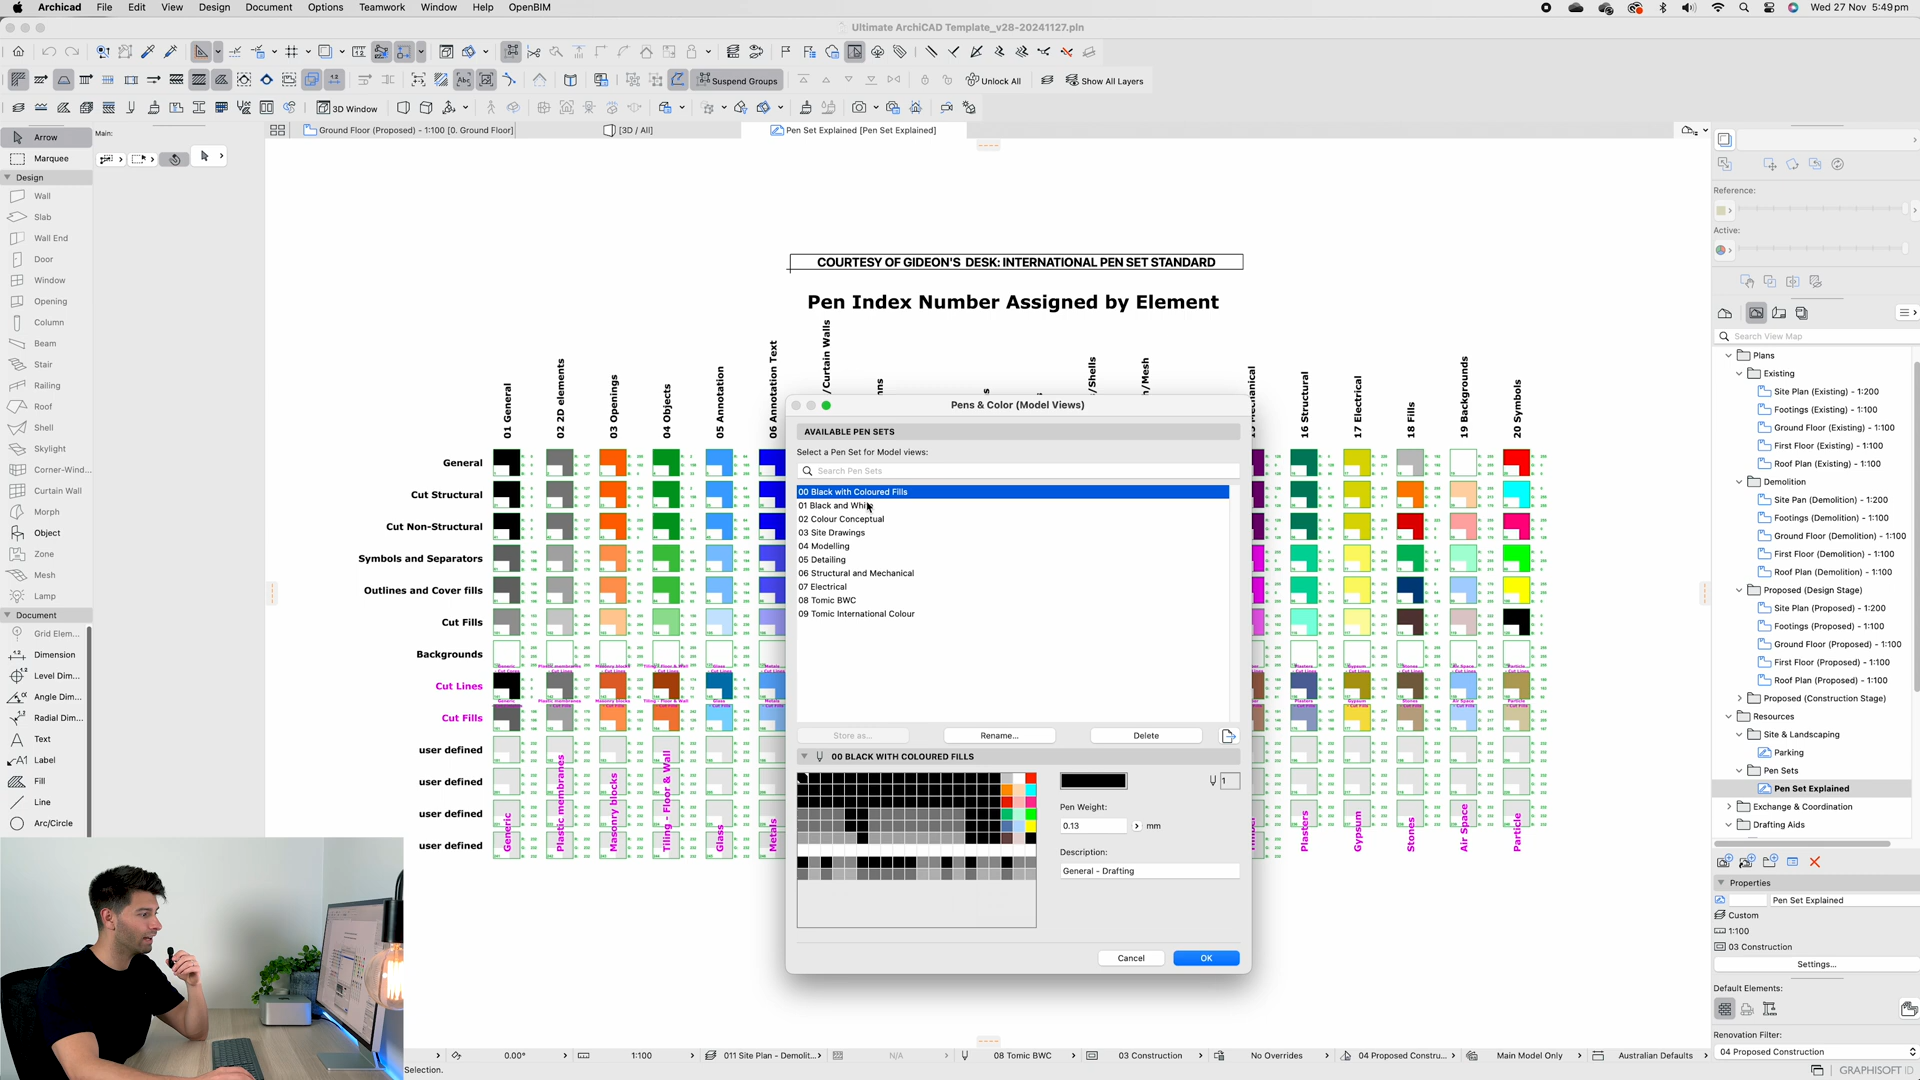 Archicad File Edit View Design Document Options Teamwork Window Help OpenBIM
Wed 27 Nov 5:49 pm
Ultimate ArchiCAD Template_v28-20241127.pln
Suspend Groups
Unlock All
Show All Layers
3D Window
Ground Floor (Proposed) - 1:100 [0. Ground Floor]
[3D / All]
Pen Set Explained [Pen Set Explained]
Main:
Arrow
Marquee
Design
Wall
Slab
Wall End
Door
Window
Opening
Column
Beam
Stair
Railing
Roof
Shell
Skylight
Corner-Wind...
Curtain Wall
Morph
Object
Zone
Mesh
Lamp
Document
Grid Elem...
Dimension
Level Dim...
Angle Dim...
Radial Dim...
Text
Label
Fill
Line
Arc/Circle
COURTESY OF GIDEON'S DESK: INTERNATIONAL PEN SET STANDARD
Pen Index Number Assigned by Element
01 General
02 2D elements
03 Openings
04 Objects
05 Annotation
06 Annotation Text
/Curtain Walls
/Shells
/Mesh
16 Structural
17 Electrical
18 Fills
19 Backgrounds
20 Symbols
General
Cut Structural
Cut Non-Structural
Symbols and Separators
Outlines and Cover fills
Cut Fills
Backgrounds
Cut Lines
Cut Fills
user defined
user defined
user defined
user defined
Generic
Plastic membranes
Masonry blocks
Tiling - Floor & Wall
Glass
Metals
Plasters
Gypsum
Stones
Air Space
Particle
Pens & Color (Model Views)
AVAILABLE PEN SETS
Select a Pen Set for Model views:
Search Pen Sets
00 Black with Coloured Fills
01 Black and White
02 Colour Conceptual
03 Site Drawings
04 Modelling
05 Detailing
06 Structural and Mechanical
07 Electrical
08 Tomic BWC
09 Tomic International Colour
Store as...
Rename...
Delete
00 BLACK WITH COLOURED FILLS
1
Pen Weight:
0.13
mm
Description:
General - Drafting
Cancel
OK
Reference:
Active:
Search View Map
Plans
Existing
Site Plan (Existing) - 1:200
Footings (Existing) - 1:100
Ground Floor (Existing) - 1:100
First Floor (Existing) - 1:100
Roof Plan (Existing) - 1:100
Demolition
Site Pan (Demolition) - 1:200
Footings (Demolition) - 1:100
Ground Floor (Demolition) - 1:100
First Floor (Demolition) - 1:100
Roof Plan (Demolition) - 1:100
Proposed (Design Stage)
Site Plan (Proposed) - 1:200
Footings (Proposed) - 1:100
Ground Floor (Proposed) - 1:100
First Floor (Proposed) - 1:100
Roof Plan (Proposed) - 1:100
Proposed (Construction Stage)
Resources
Site & Landscaping
Parking
Pen Sets
Pen Set Explained
Exchange & Coordination
Drafting Aids
Properties
Pen Set Explained
Custom
1:100
03 Construction
Settings...
Default Elements:
Renovation Filter:
04 Proposed Construction
GRAPHISOFT ID
0.00°
1:100
011 Site Plan - Demolit...
N/A
08 Tomic BWC
03 Construction
No Overrides
04 Proposed Constru...
Main Model Only
Australian Defaults
Selection.